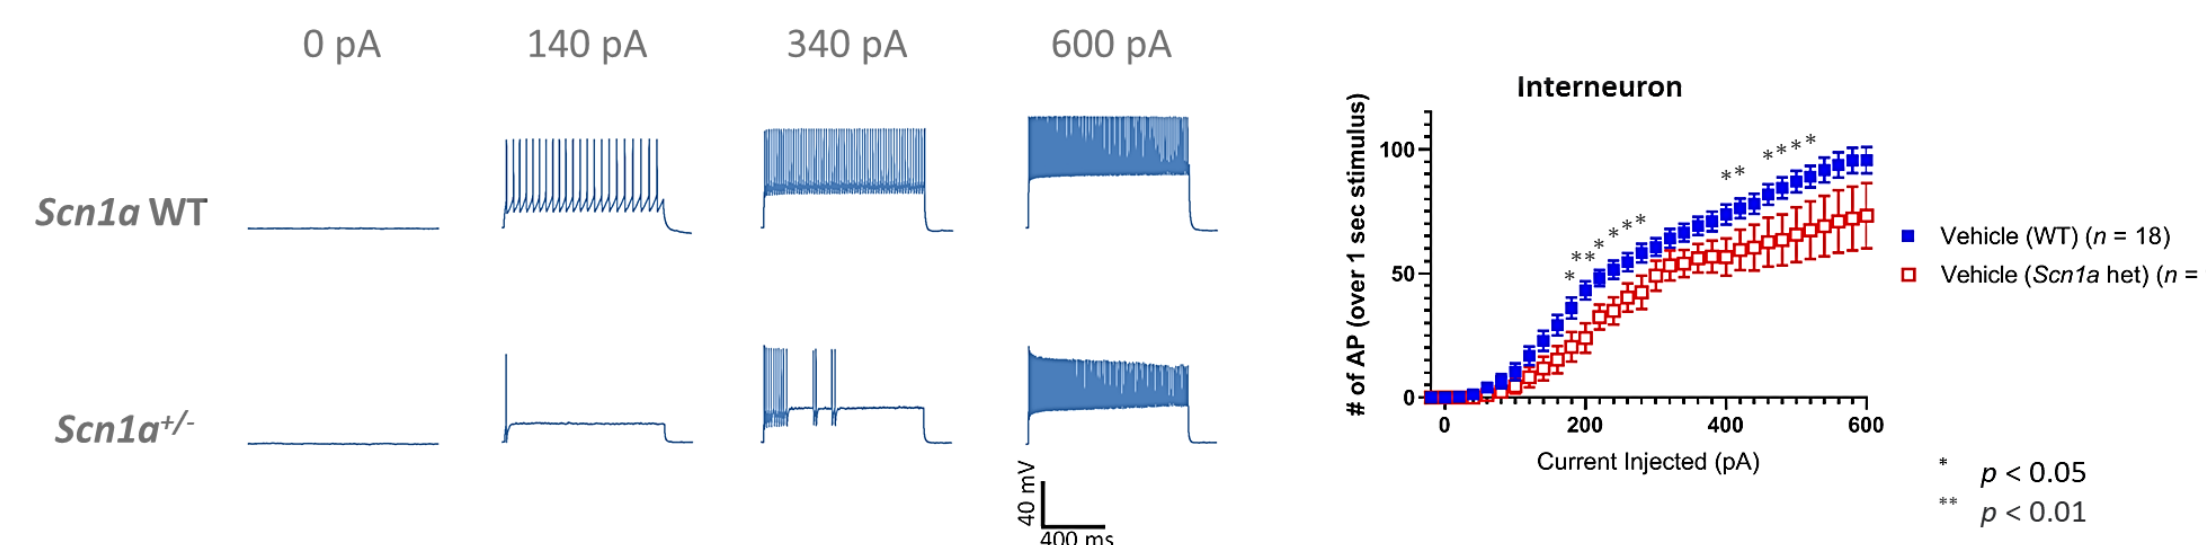 0 pA
140 pA
340 pA
600 pA
Scn1a WT
Scn1a+/-
40 mV
400 ms
Interneuron
# of AP (over 1 sec stimulus)
100
50
0
0
200
400
600
Current Injected (pA)
*
**
*
*
*
*
**
****
Vehicle (WT) (n = 18)
Vehicle (Scn1a het) (n =
* p < 0.05
** p < 0.01